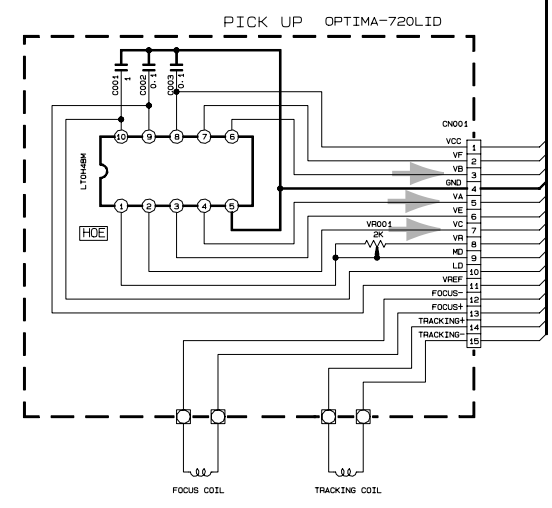 PICK UP OPTIMA-720LID
C001 1
C002 0.1
C003 0.1
CN001
10 9 8 7 6
LT0H48M
1 2 3 4 5
HOE
VR001
2K
VCC 1
VF 2
VB 3
GND 4
VA 5
VE 6
VC 7
VR 8
MD 9
LD 10
VREF 11
FOCUS- 12
FOCUS+ 13
TRACKING+ 14
TRACKING- 15
FOCUS COIL
TRACKING COIL